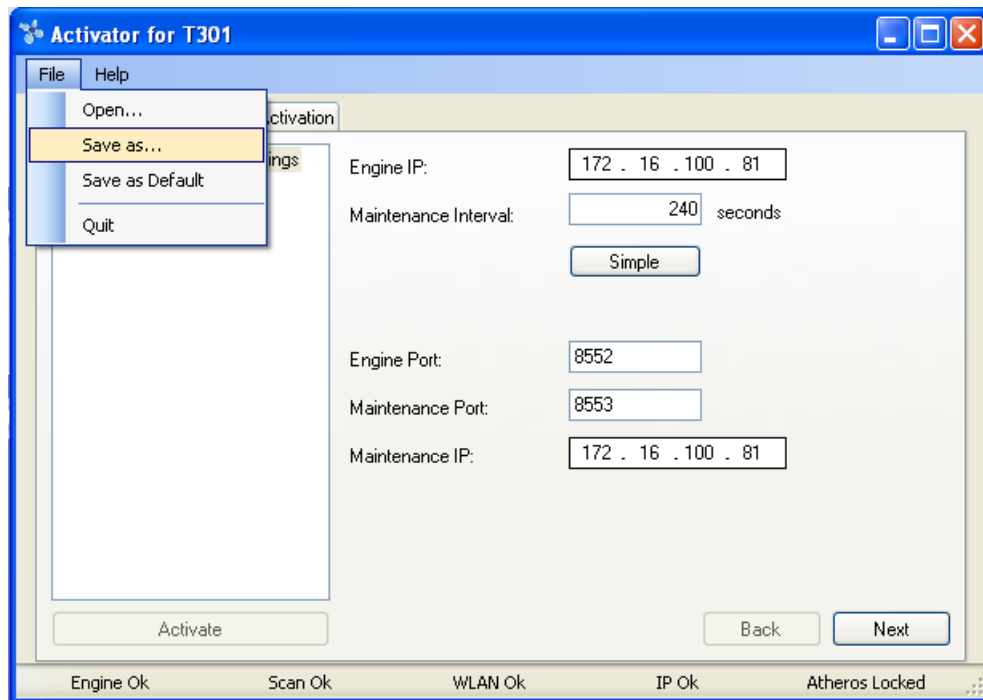 Activator for T301
File Help
Open...
Save as...
Save as Default
Quit
Activation
ings
Engine IP: 172 . 16 . 100 . 81
Maintenance Interval: 240 seconds
Simple
Engine Port: 8552
Maintenance Port: 8553
Maintenance IP: 172 . 16 . 100 . 81
Activate Back Next
Engine Ok Scan Ok WLAN Ok IP Ok Atheros Locked